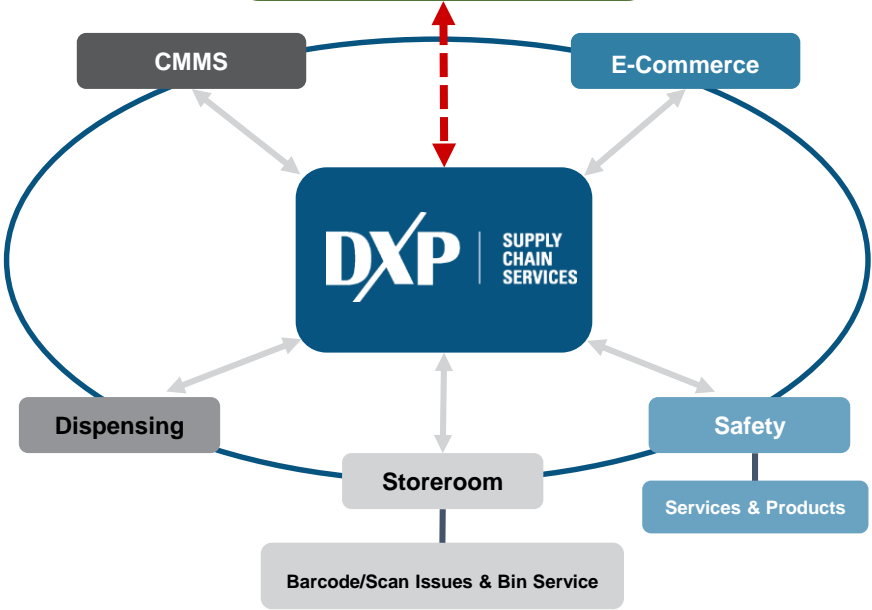 CMMS
E-Commerce
DXP
SUPPLY
CHAIN
SERVICES
Dispensing
Safety
Storeroom
Services & Products
Barcode/Scan Issues & Bin Service